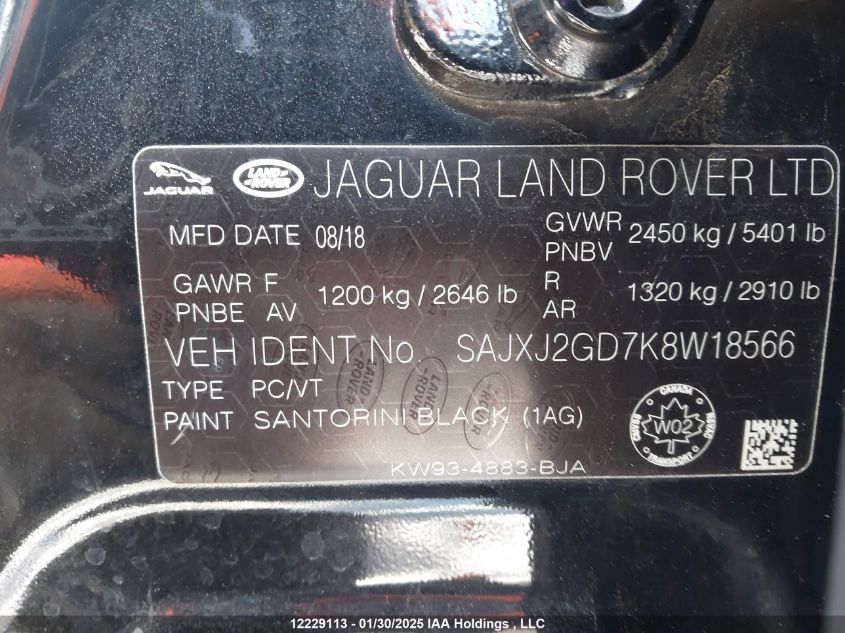 JAGUAR LAND ROVER JAGUAR LAND ROVER LTD
MFD DATE 08/18 GVWR PNBV 2450 kg / 5401 lb
GAWR F PNBE AV 1200 kg / 2646 lb R AR 1320 kg / 2910 lb
VEH IDENT No. SAJXJ2GD7K8W18566
TYPE PC/VT
PAINT SANTORINI BLACK (1AG)
CANADA W02 TRANSPORT
KW93-4883-BJA
12229113 - 01/30/2025 IAA Holdings , LLC